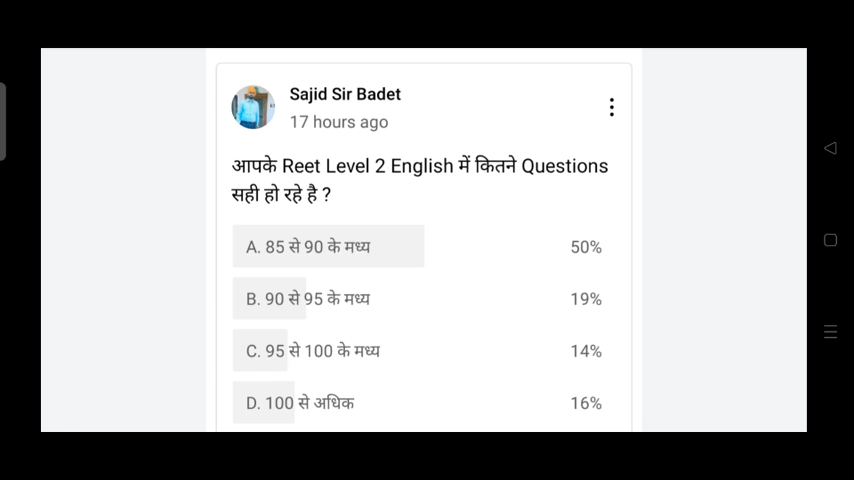 Sajid Sir Badet
17 hours ago
आपके Reet Level 2 English में कितने Questions
सही हो रहे है ?
A. 85 से 90 के मध्य 50%
B. 90 से 95 के मध्य 19%
C. 95 से 100 के मध्य 14%
D. 100 से अधिक 16%